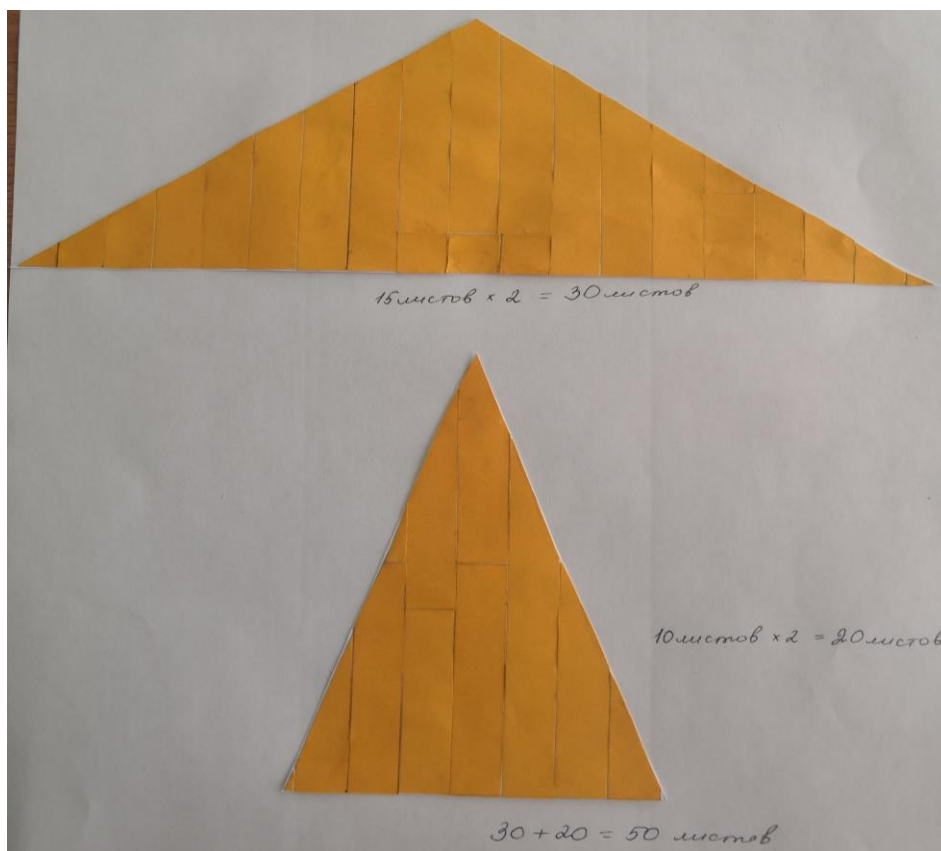 15 листов × 2 = 30 листов
10 листов × 2 = 20 листов
30 + 20 = 50 листов